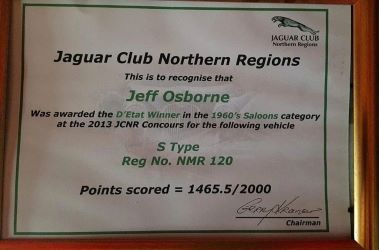 JAGUAR CLUB
Northern Regions
Jaguar Club Northern Regions
This is to recognise that
Jeff Osborne
Was awarded the D'Etat Winner in the 1960's Saloons category
at the 2013 JCNR Concours for the following vehicle
S Type
Reg No. NMR 120
Points scored = 1465.5/2000
Chairman